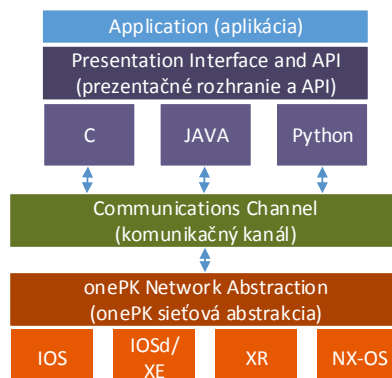 Application (aplikácia)
Presentation Interface and API
(prezentačné rozhranie a API)
C JAVA Python
Communications Channel
(komunikačný kanál)
onePK Network Abstraction
(onePK sieťová abstrakcia)
IOS IOSd/ XR NX-OS
XE